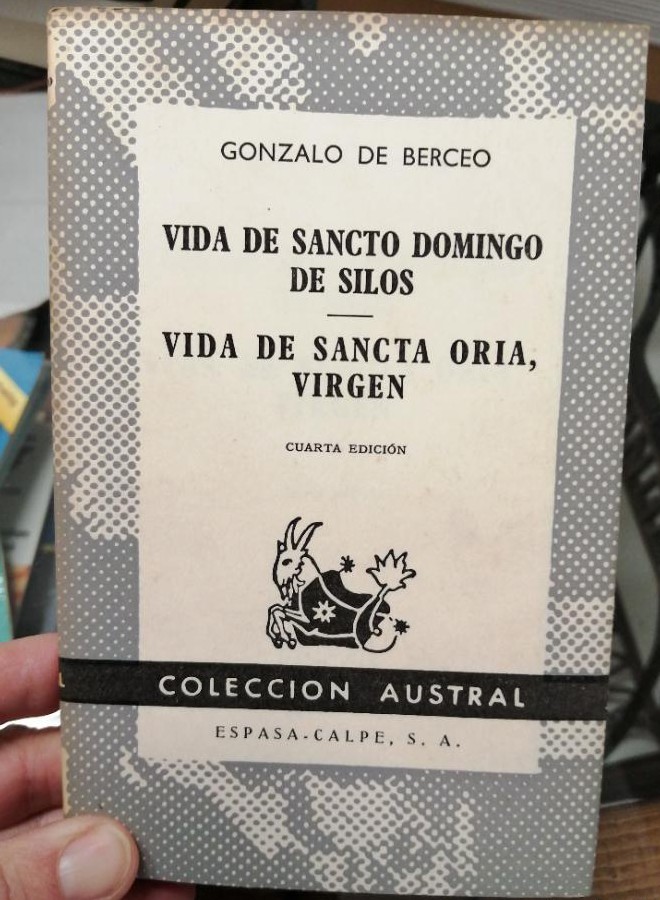 GONZALO DE BERCEO
VIDA DE SANCTO DOMINGO
DE SILOS
VIDA DE SANCTA ORIA,
VIRGEN
CUARTA EDICIÓN
COLECCION AUSTRAL
ESPASA-CALPE, S. A.